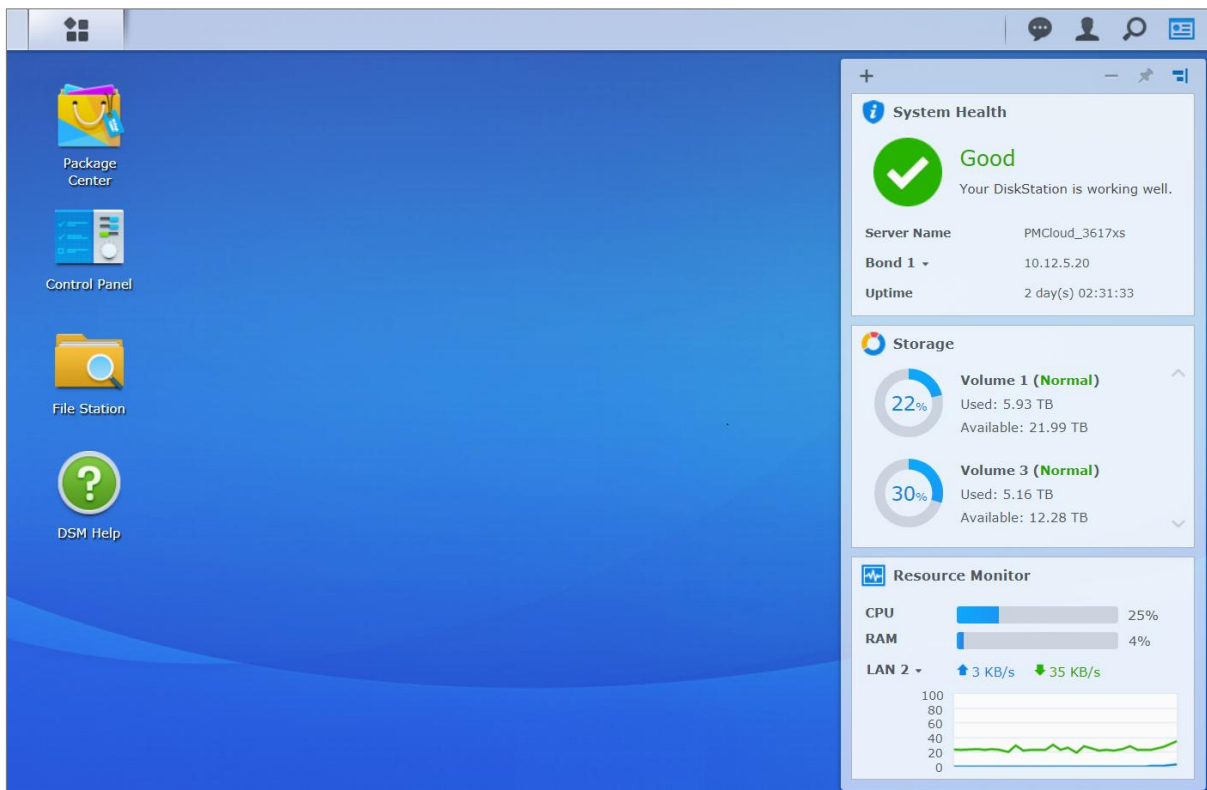 Package
Center
Control Panel
File Station
DSM Help
System Health
Good
Your DiskStation is working well.
Server Name PMCloud_3617xs
Bond 1 10.12.5.20
Uptime 2 day(s) 02:31:33
Storage
22%
Volume 1 (Normal)
Used: 5.93 TB
Available: 21.99 TB
30%
Volume 3 (Normal)
Used: 5.16 TB
Available: 12.28 TB
Resource Monitor
CPU 25%
RAM 4%
LAN 2 3 KB/s 35 KB/s
100
80
60
40
20
0